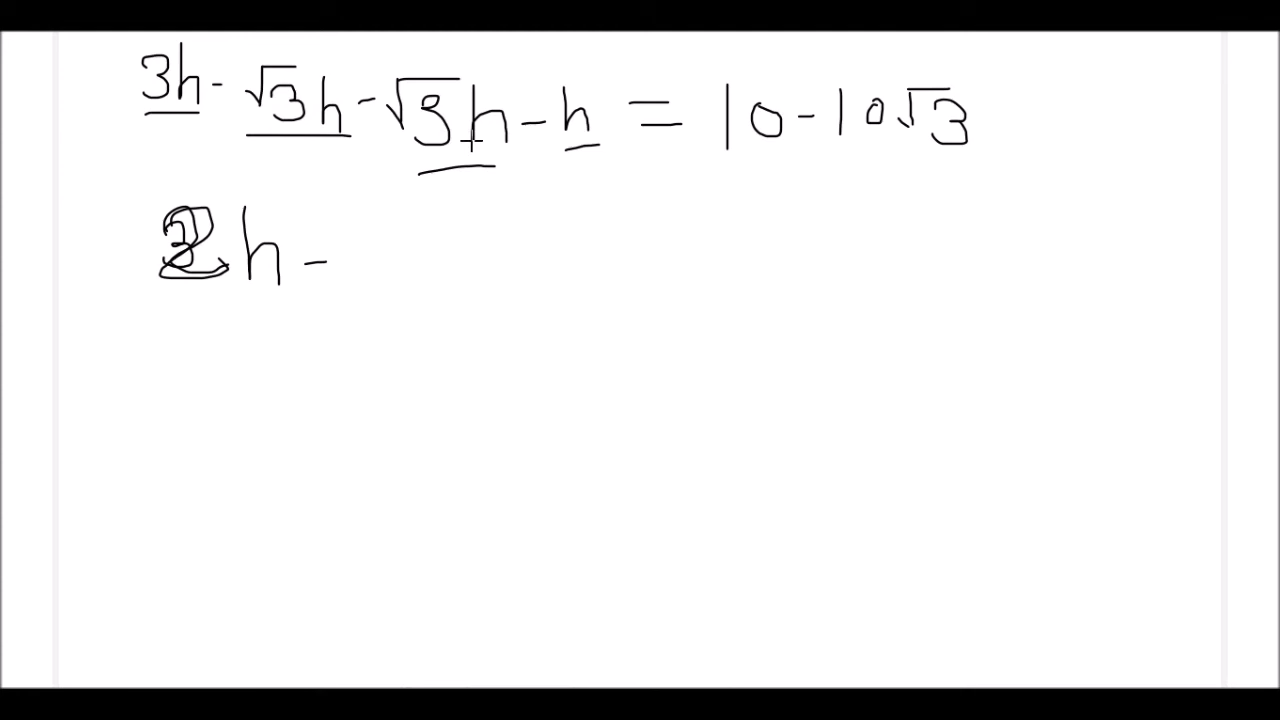 3h - √3h - √3h - h = 10 - 10√3
2h -